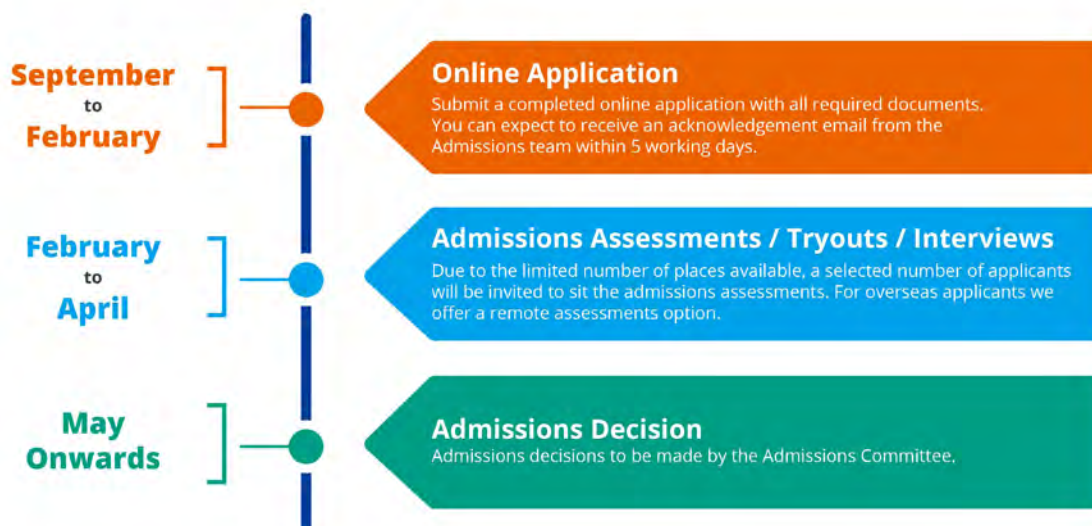 September
to
February
Online Application
Submit a completed online application with all required documents.
You can expect to receive an acknowledgement email from the
Admissions team within 5 working days.
February
to
April
Admissions Assessments / Tryouts / Interviews
Due to the limited number of places available, a selected number of applicants
will be invited to sit the admissions assessments. For overseas applicants we
offer a remote assessments option.
May
Onwards
Admissions Decision
Admissions decisions to be made by the Admissions Committee.